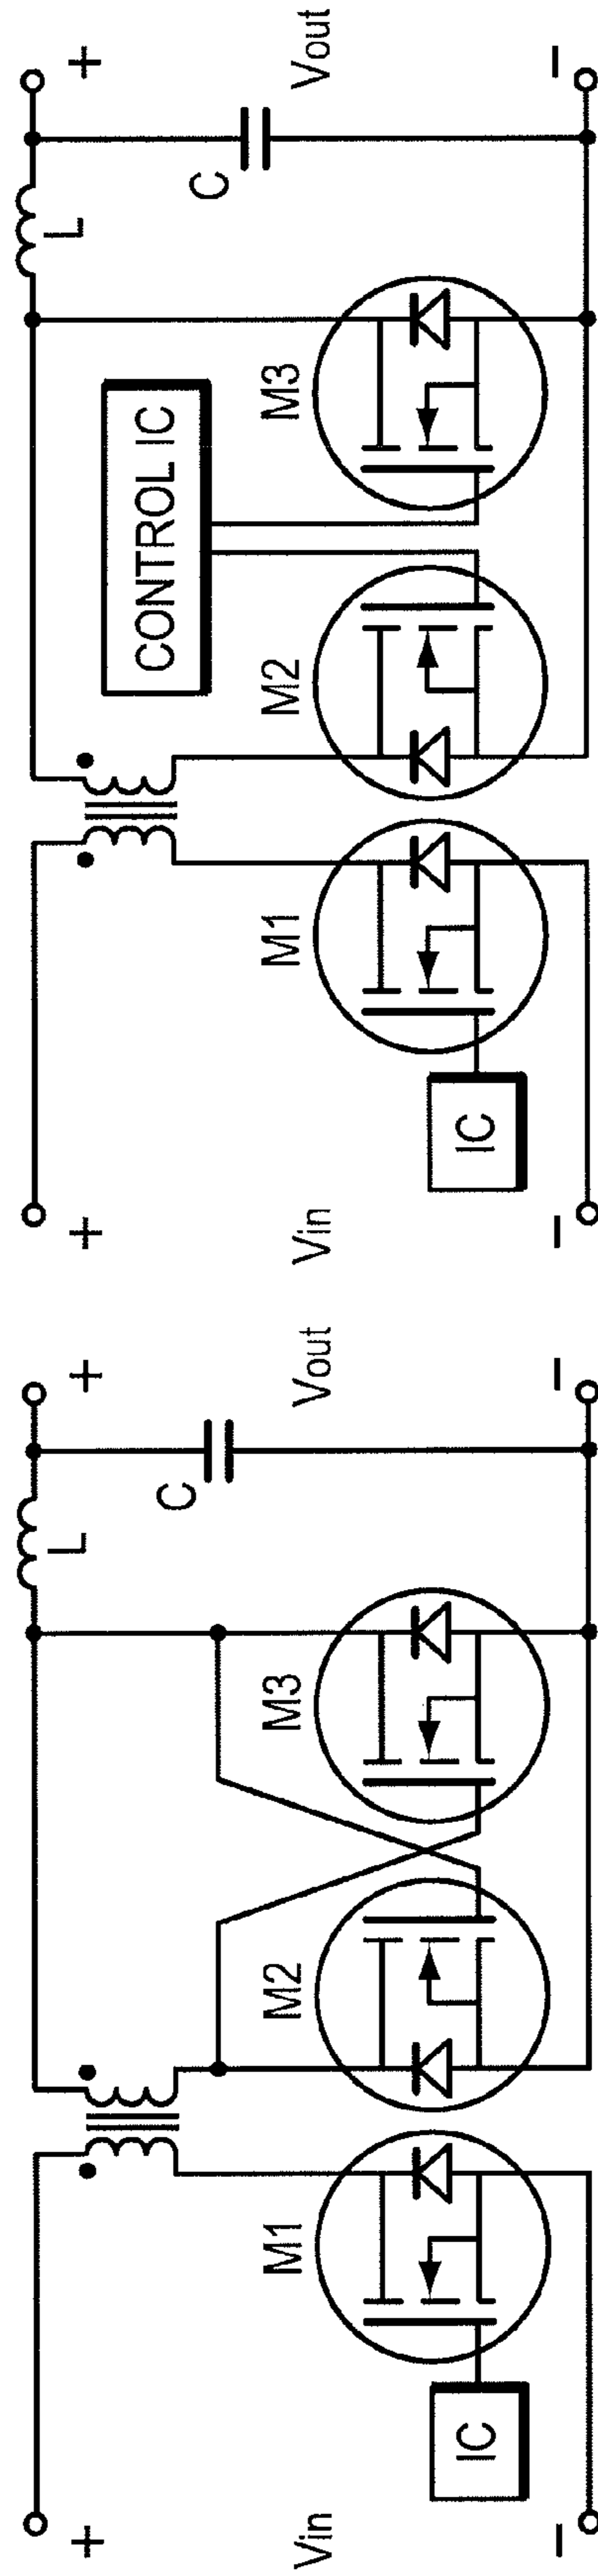 +
Vin
−
IC
M1
M2
M3
L
C
+
Vout
−
+
Vin
−
IC
M1
M2
CONTROL IC
M3
L
C
+
Vout
−